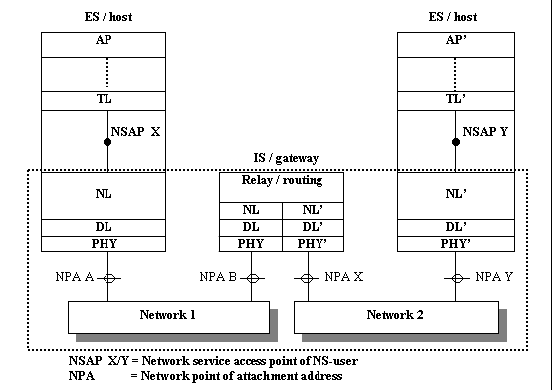 ES / host ES / host
AP AP’
TL TL’
NSAP X NSAP Y
IS / gateway
Relay / routing
NL NL NL’ NL’
DL DL DL’ DL’
PHY PHY PHY’ PHY’
NPA A NPA B NPA X NPA Y
Network 1 Network 2
NSAP X/Y = Network service access point of NS-user
NPA = Network point of attachment address